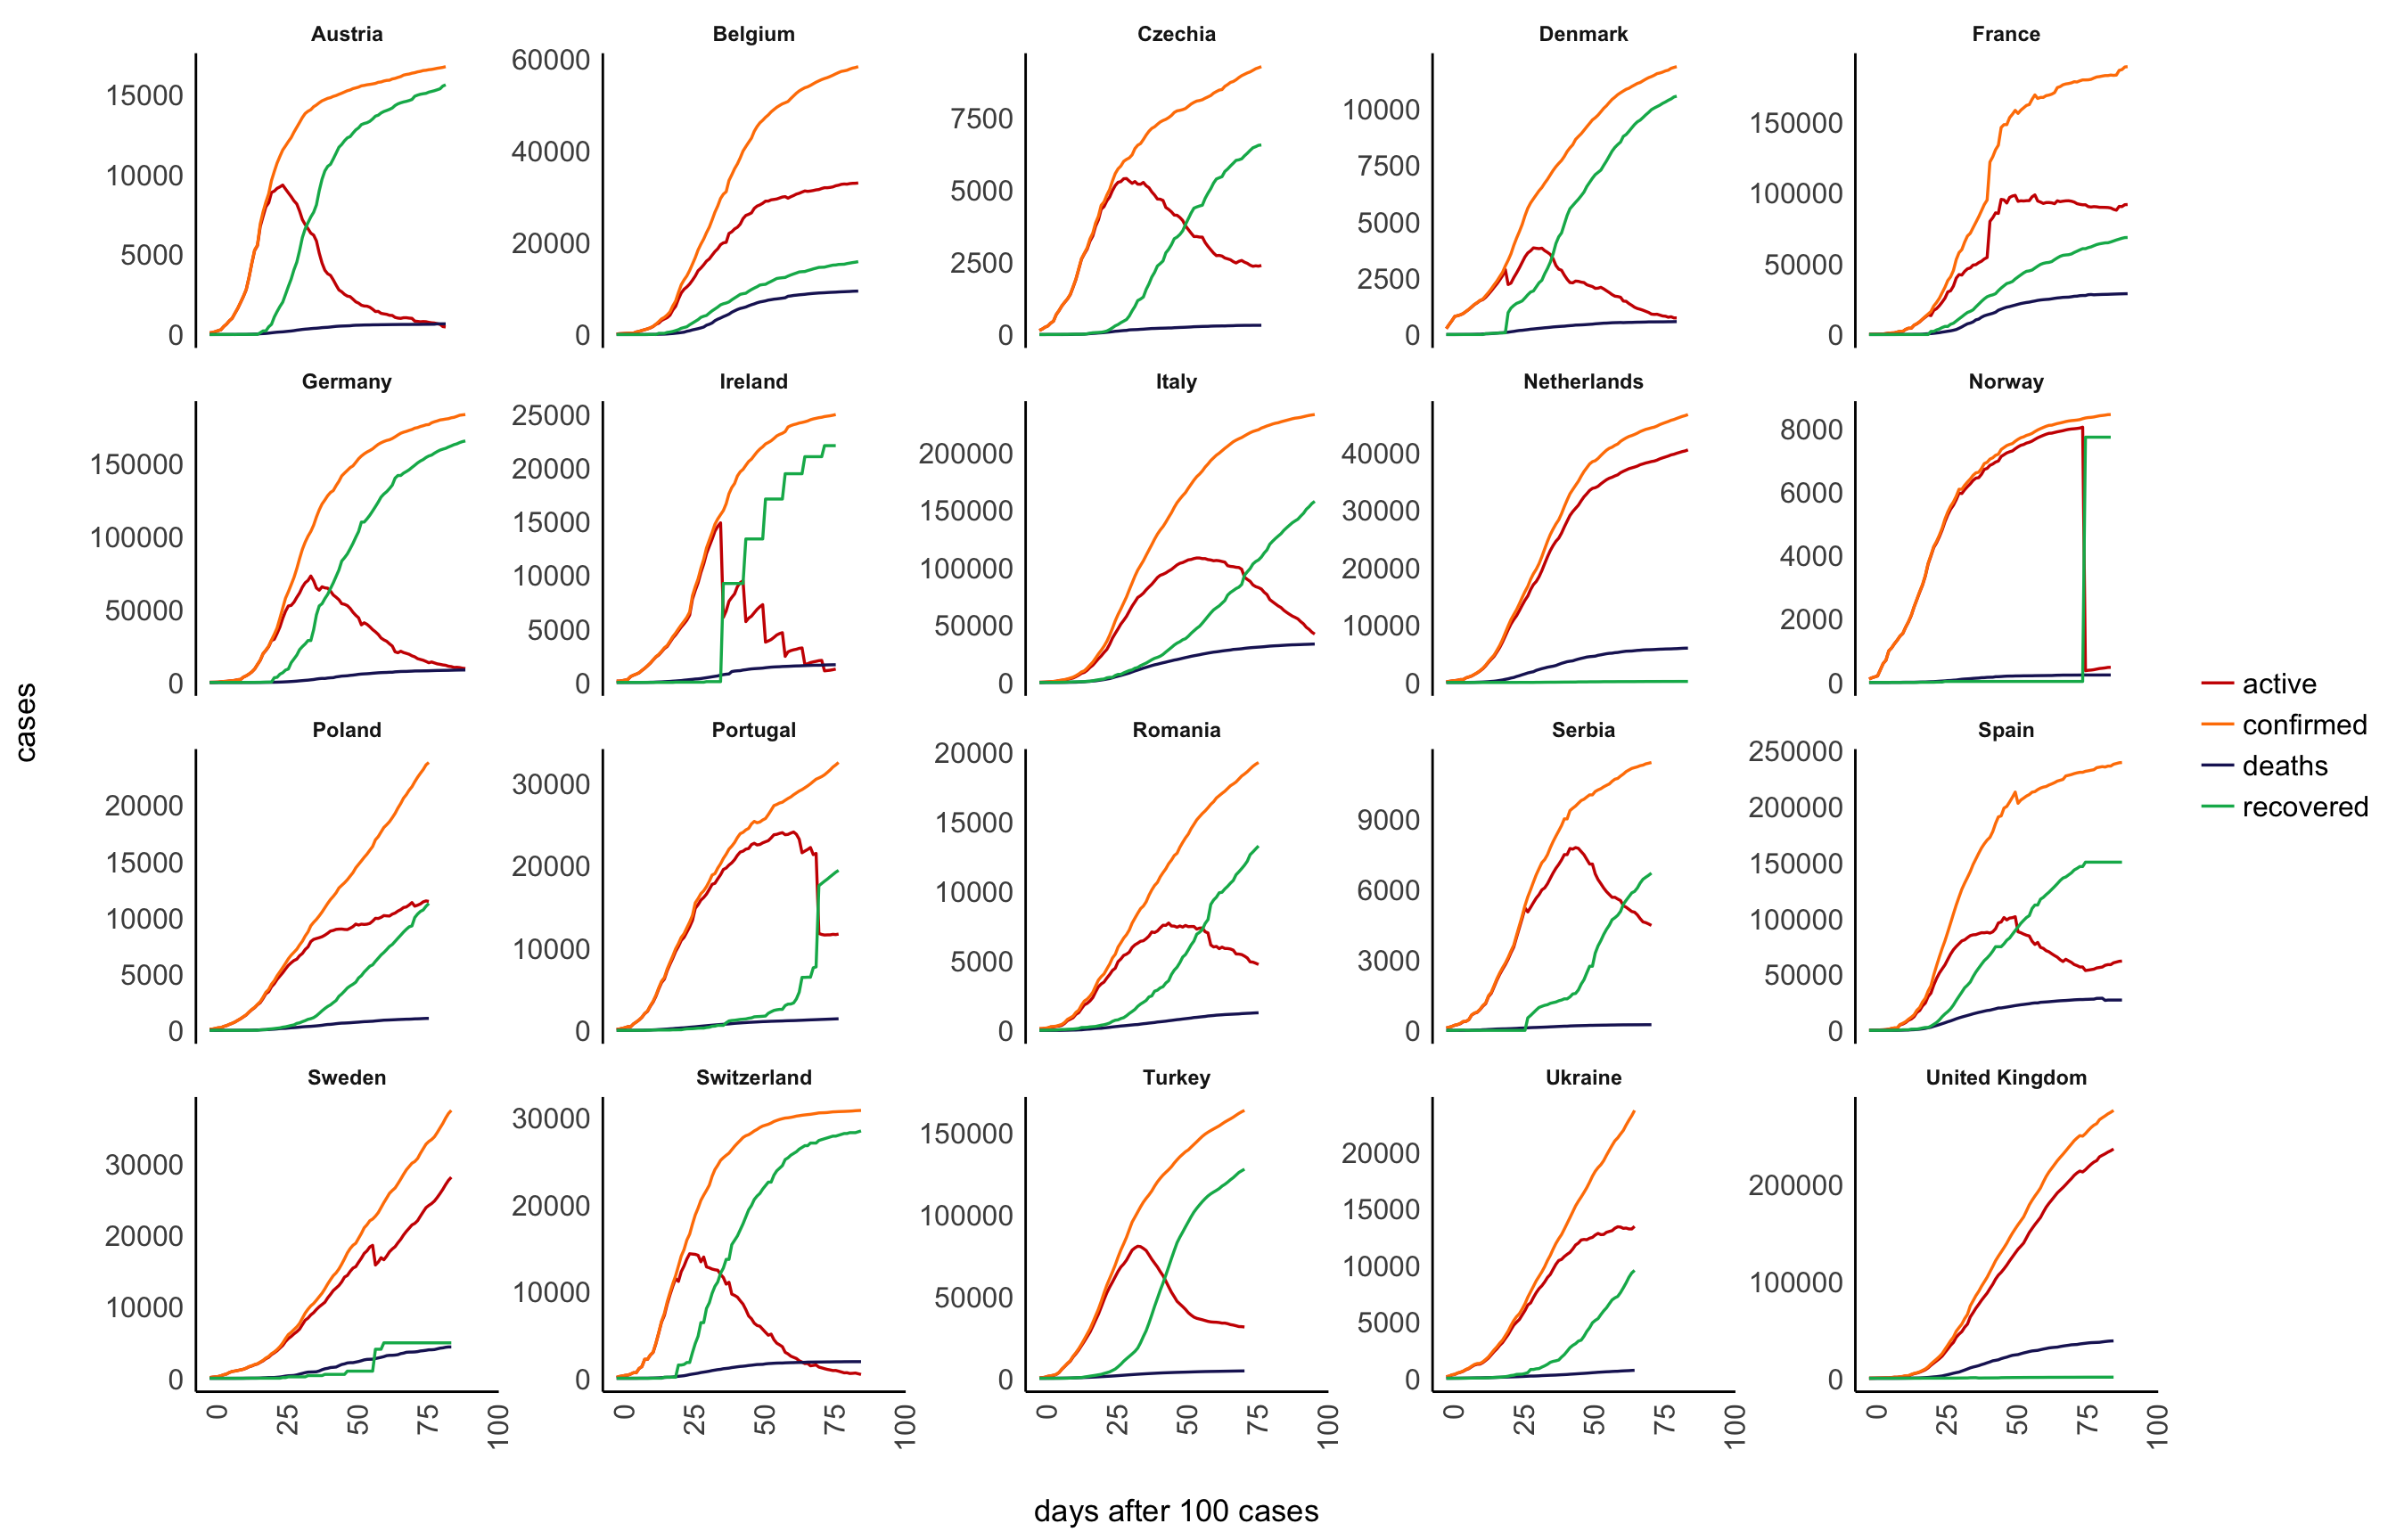 Austria
Belgium
Czechia
Denmark
France
15000
10000
5000
0
60000
40000
20000
0
7500
5000
2500
0
10000
7500
5000
2500
0
150000
100000
50000
0
Germany
Ireland
Italy
Netherlands
Norway
150000
100000
50000
0
25000
20000
15000
10000
5000
0
200000
150000
100000
50000
0
40000
30000
20000
10000
0
8000
6000
4000
2000
0
Poland
Portugal
Romania
Serbia
Spain
20000
15000
10000
5000
0
30000
20000
10000
0
20000
15000
10000
5000
0
9000
6000
3000
0
250000
200000
150000
100000
50000
0
Sweden
Switzerland
Turkey
Ukraine
United Kingdom
30000
20000
10000
0
30000
20000
10000
0
150000
100000
50000
0
20000
15000
10000
5000
0
200000
100000
0
0 25 50 75 100
0 25 50 75 100
0 25 50 75 100
0 25 50 75 100
0 25 50 75 100
cases
days after 100 cases
active
confirmed
deaths
recovered